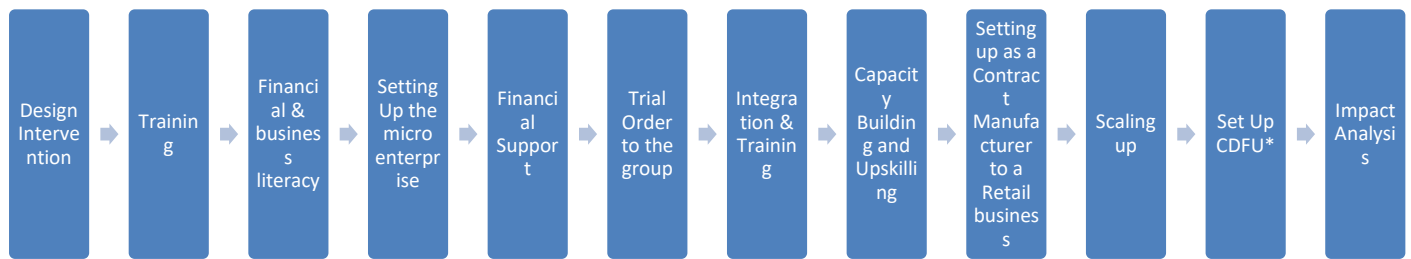 Design
Interve
ntion
Trainin
g
Financi
al &
busines
s
literacy
Setting
Up the
micro
enterpr
ise
Financi
al
Suppor
t
Trial
Order
to the
group
Integra
tion &
Trainin
g
Capacit
y
Buildin
g and
Upskilli
ng
Setting
up as a
Contrac
t
Manufa
cturer
to a
Retail
busines
s
Scaling
up
Set Up
CDFU*
Impact
Analysi
s